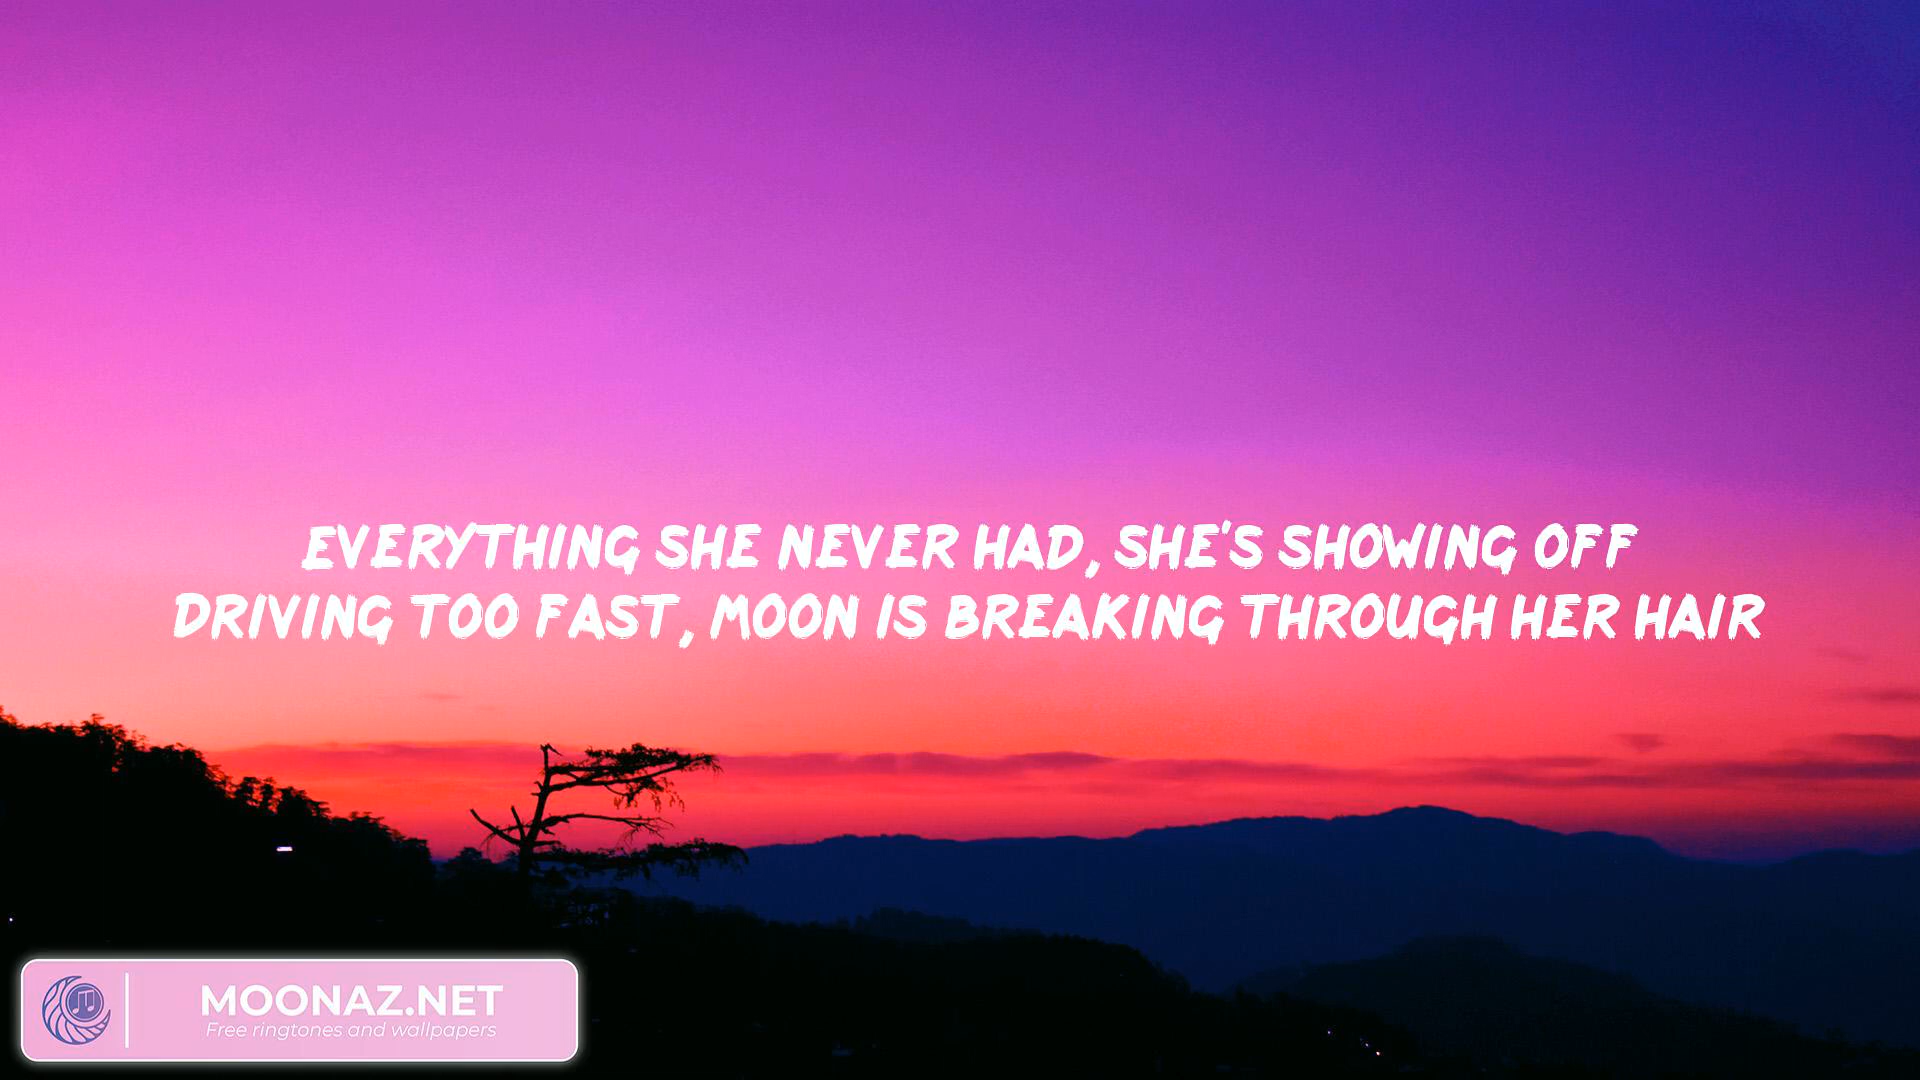 EVERYTHING SHE NEVER HAD, SHE'S SHOWING OFF
DRIVING TOO FAST, MOON IS BREAKING THROUGH HER HAIR
MOONAZ.NET
Free ringtones and wallpapers